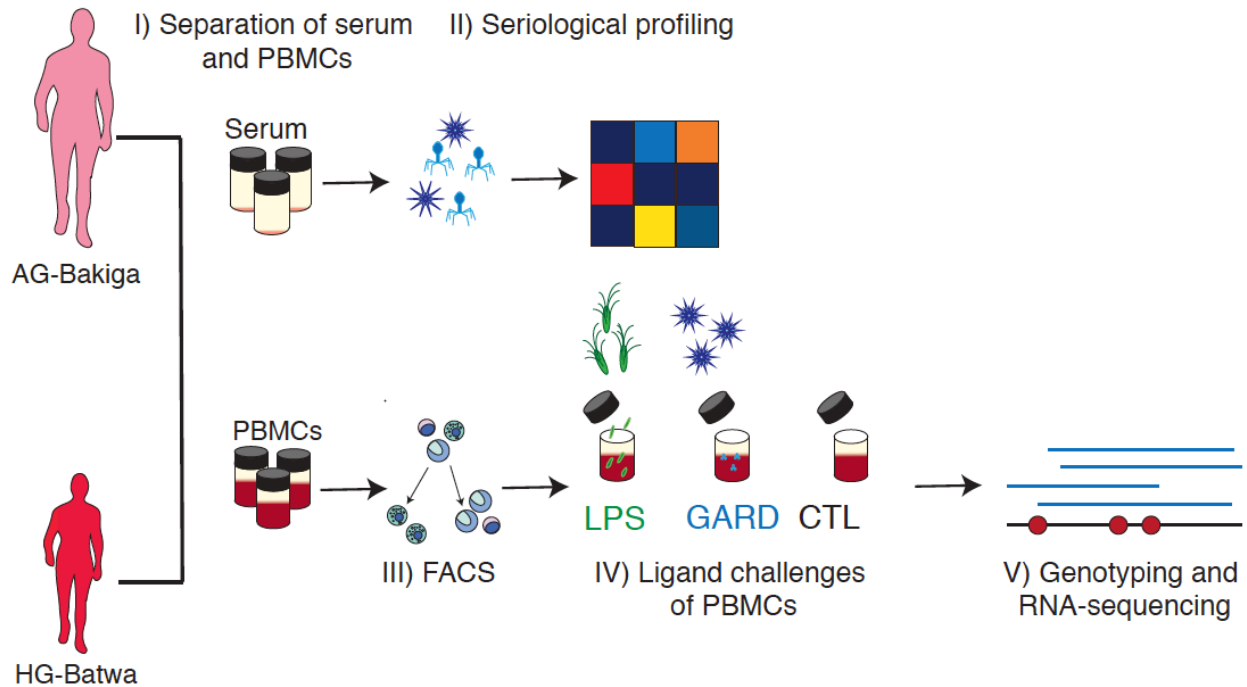 I) Separation of serum
and PBMCs
II) Seriological profiling
Serum
AG-Bakiga
PBMCs
LPS
GARD
CTL
III) FACS
IV) Ligand challenges
of PBMCs
V) Genotyping and
RNA-sequencing
HG-Batwa